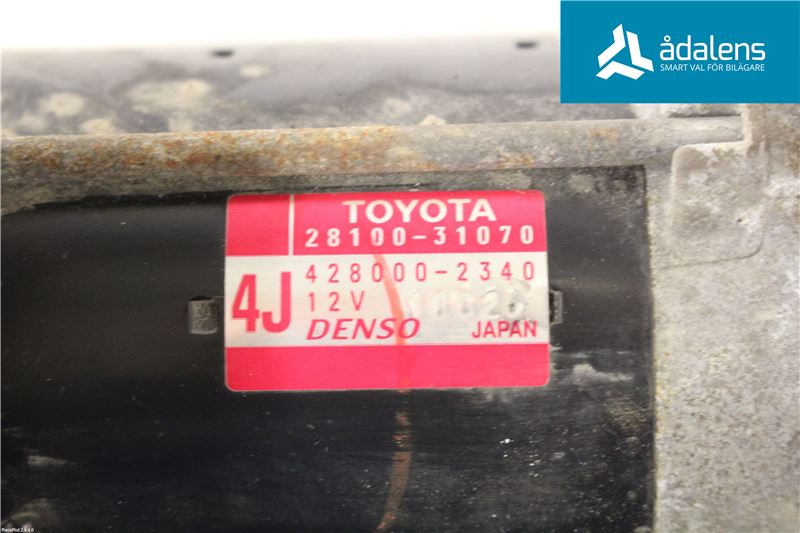 ådalens
SMART VAL FÖR BILÄGARE
TOYOTA
28100-31070
4J
428000-2340
12V
DENSO
JAPAN